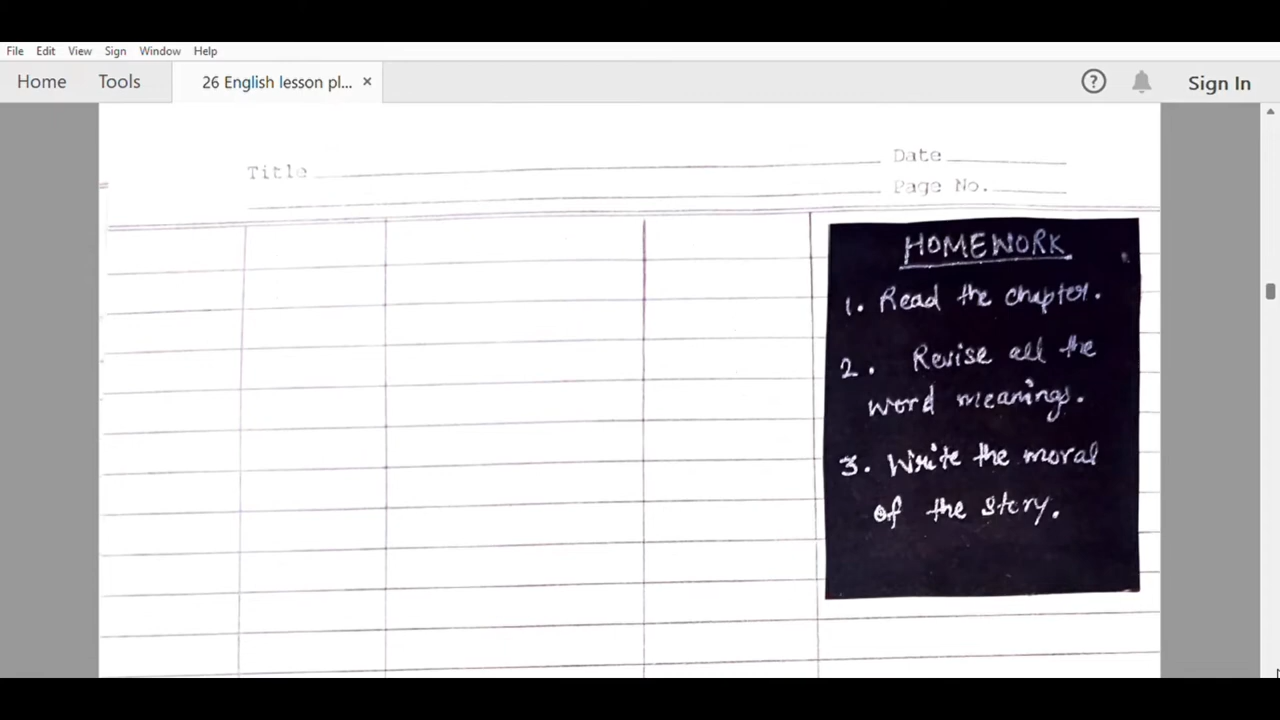 File Edit View Sign Window Help
Home Tools 26 English lesson pl... × ? Sign In
Title Date
Page No.
HOMEWORK
1. Read the chapter.
2. Revise all the
word meanings.
3. Write the moral
of the story.